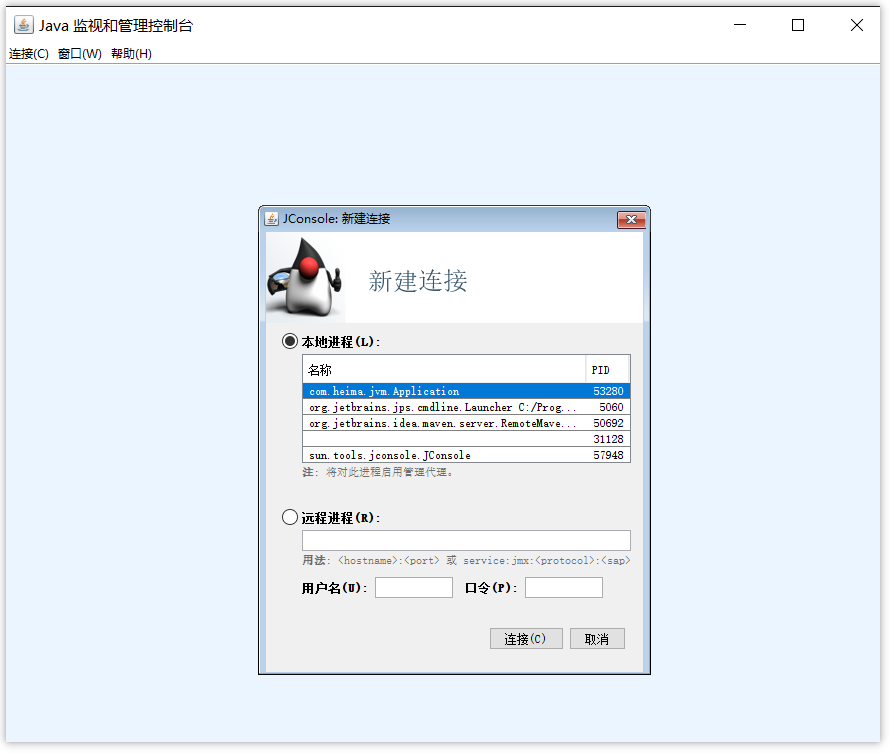 Java 监视和管理控制台
连接(C) 窗口(W) 帮助(H)
JConsole: 新建连接
新建连接
本地进程(L):
名称 PID
com.heima.jvm.Application 53280
org.jetbrains.jps.cmdline.Launcher C:/Prog... 5060
org.jetbrains.idea.maven.server.RemoteMave... 50692
31128
sun.tools.jconsole.JConsole 57948
注: 将对此进程启用管理代理。
远程进程(R):
用法: <hostname>:<port> 或 service:jmx:<protocol>:<sap>
用户名(U): 口令(P):
连接(C) 取消